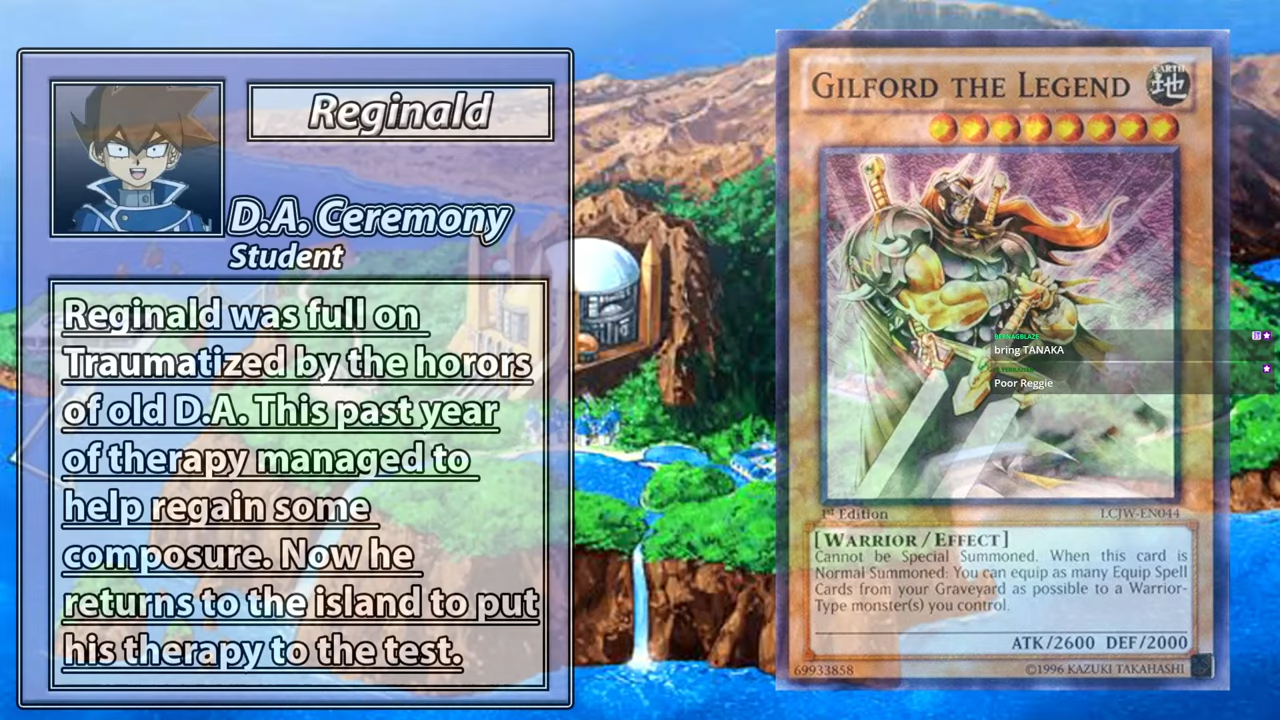 Reginald
D.A. Ceremony
Student
Reginald was full on
Traumatized by the horors
of old D.A. This past year
of therapy managed to
help regain some
composure. Now he
returns to the island to put
his therapy to the test.
GILFORD THE LEGEND
EARTH
地
1st Edition
LCJW-EN044
[WARRIOR/EFFECT]
Cannot be Special Summoned. When this card is
Normal Summoned: You can equip as many Equip Spell
Cards from your Graveyard as possible to a Warrior-
Type monster(s) you control.
ATK/2600 DEF/2000
69933858
©1996 KAZUKI TAKAHASHI
BERNAGBLAZE
bring TANAKA
Poor Reggie